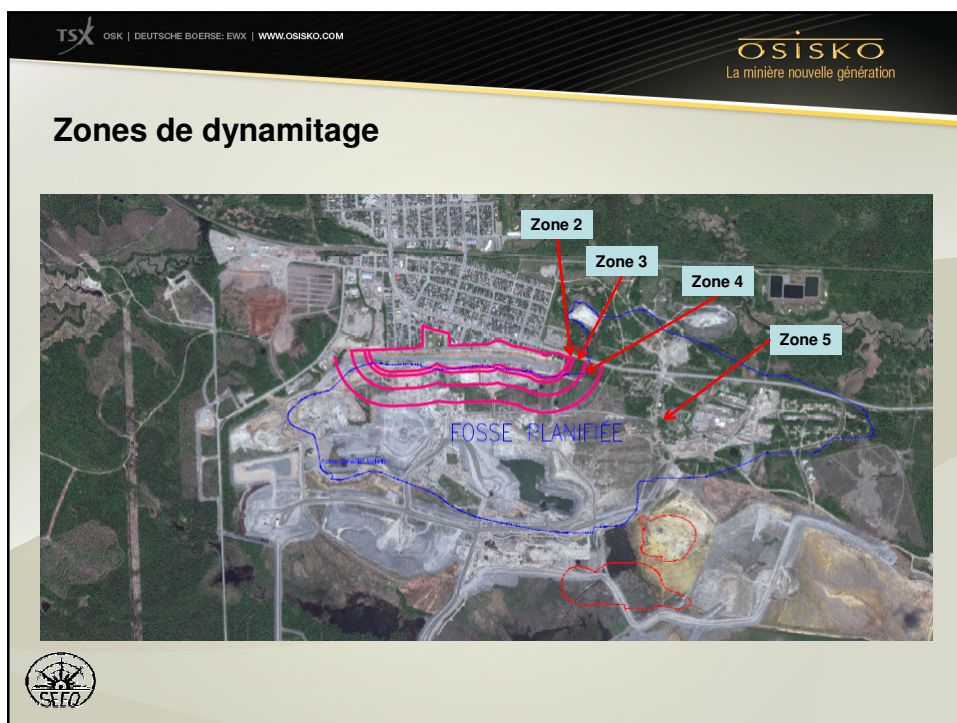 TSX OSK | DEUTSCHE BOERSE: EWX | WWW.OSISKO.COM
OSISKO
La minière nouvelle génération
Zones de dynamitage
Zone 2
Zone 3
Zone 4
Zone 5
FOSSE PLANIFIÉE
SEEQ